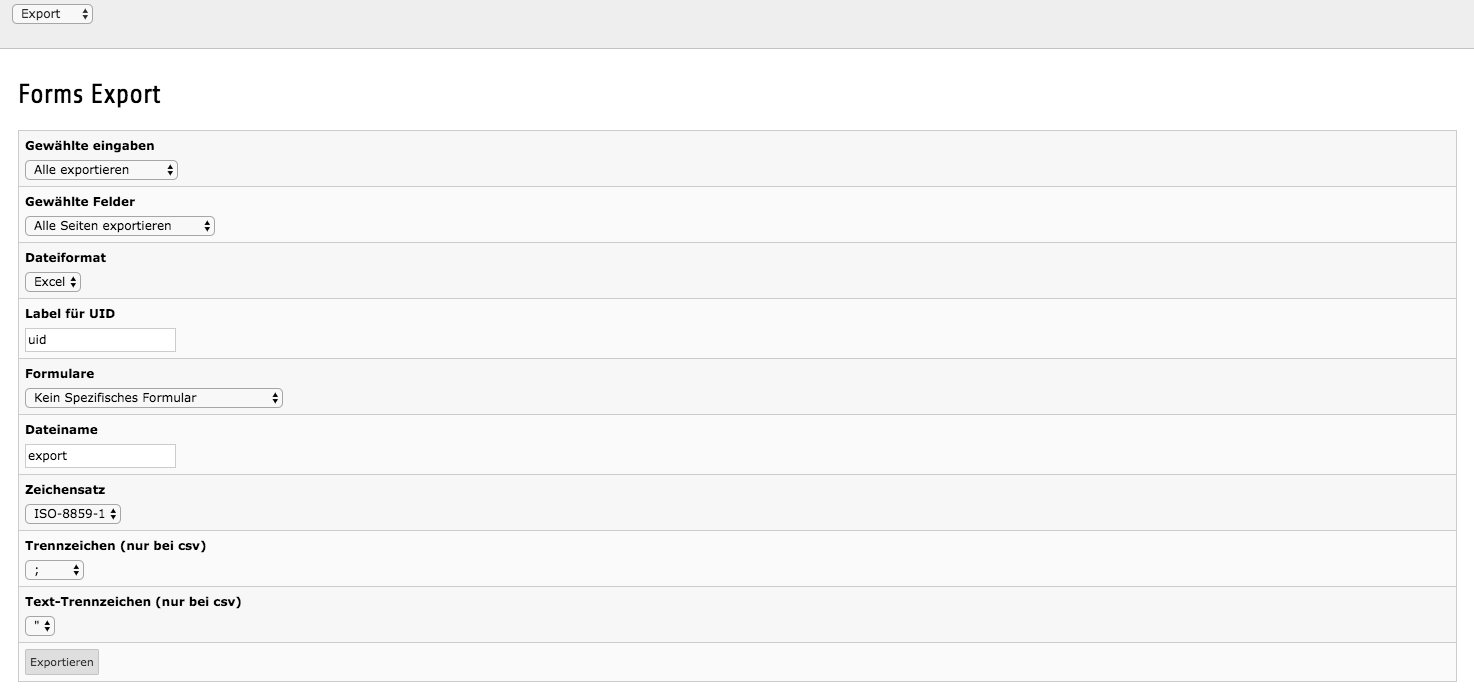 Export
Forms Export
Gewählte eingaben
Alle exportieren
Gewählte Felder
Alle Seiten exportieren
Dateiformat
Excel
Label für UID
uid
Formulare
Kein Spezifisches Formular
Dateiname
export
Zeichensatz
ISO-8859-1
Trennzeichen (nur bei csv)
;
Text-Trennzeichen (nur bei csv)
"
Exportieren